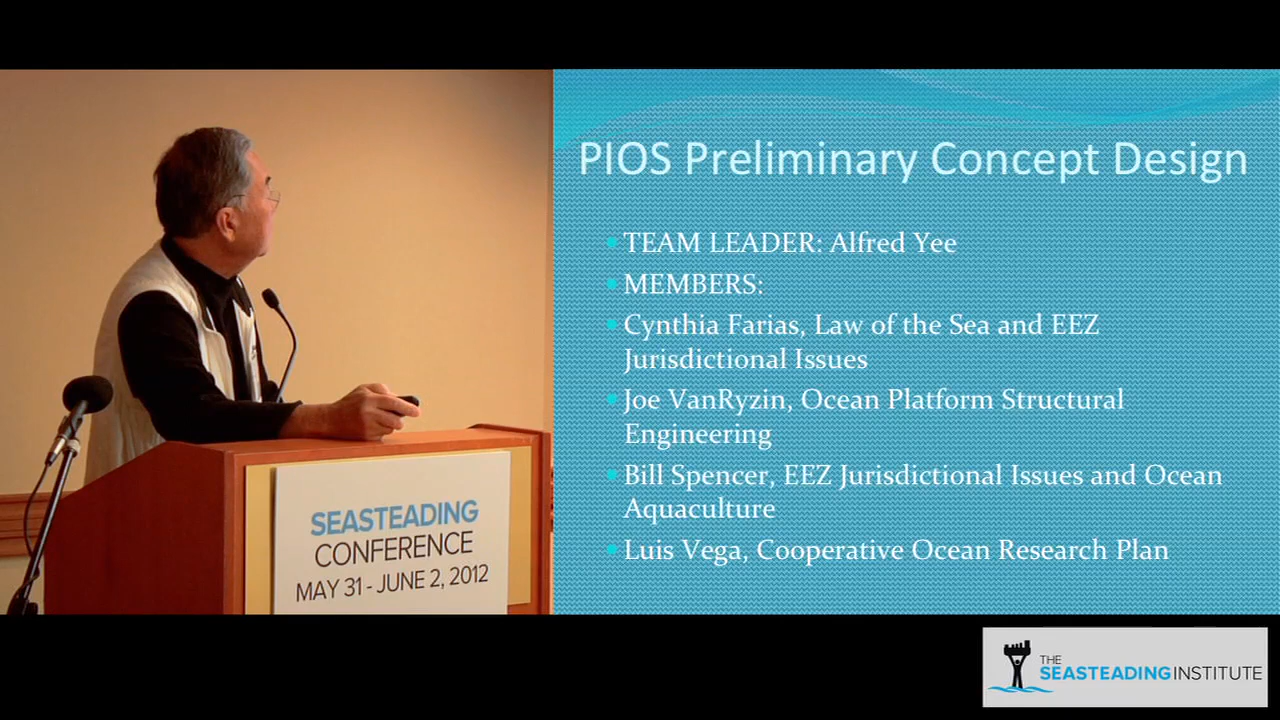 PIOS Preliminary Concept Design
TEAM LEADER: Alfred Yee
MEMBERS:
Cynthia Farias, Law of the Sea and EEZ
Jurisdictional Issues
Joe VanRyzin, Ocean Platform Structural
Engineering
Bill Spencer, EEZ Jurisdictional Issues and Ocean
Aquaculture
Luis Vega, Cooperative Ocean Research Plan
SEASTEADING
CONFERENCE
MAY 31 - JUNE 2, 2012
THE
SEASTEADING INSTITUTE